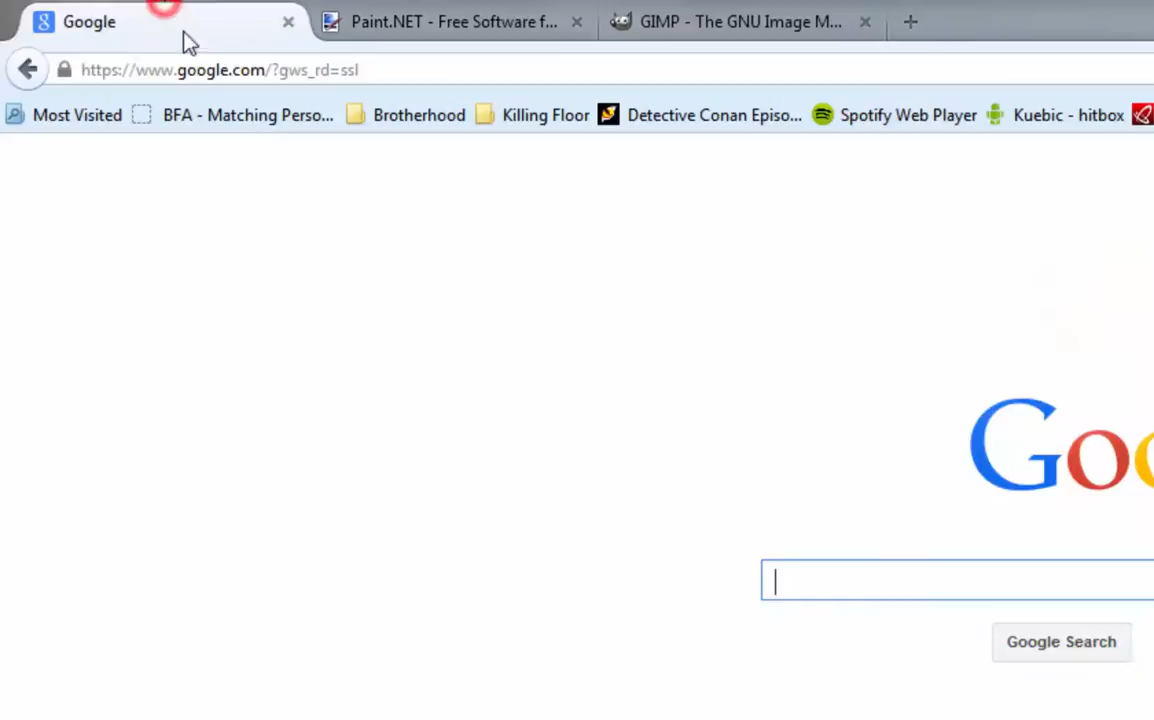 Google
Paint.NET - Free Software f...
GIMP - The GNU Image M...
https://www.google.com/?gws_rd=ssl
Most Visited
BFA - Matching Perso...
Brotherhood
Killing Floor
Detective Conan Episo...
Spotify Web Player
Kuebic - hitbox
Goo
Google Search